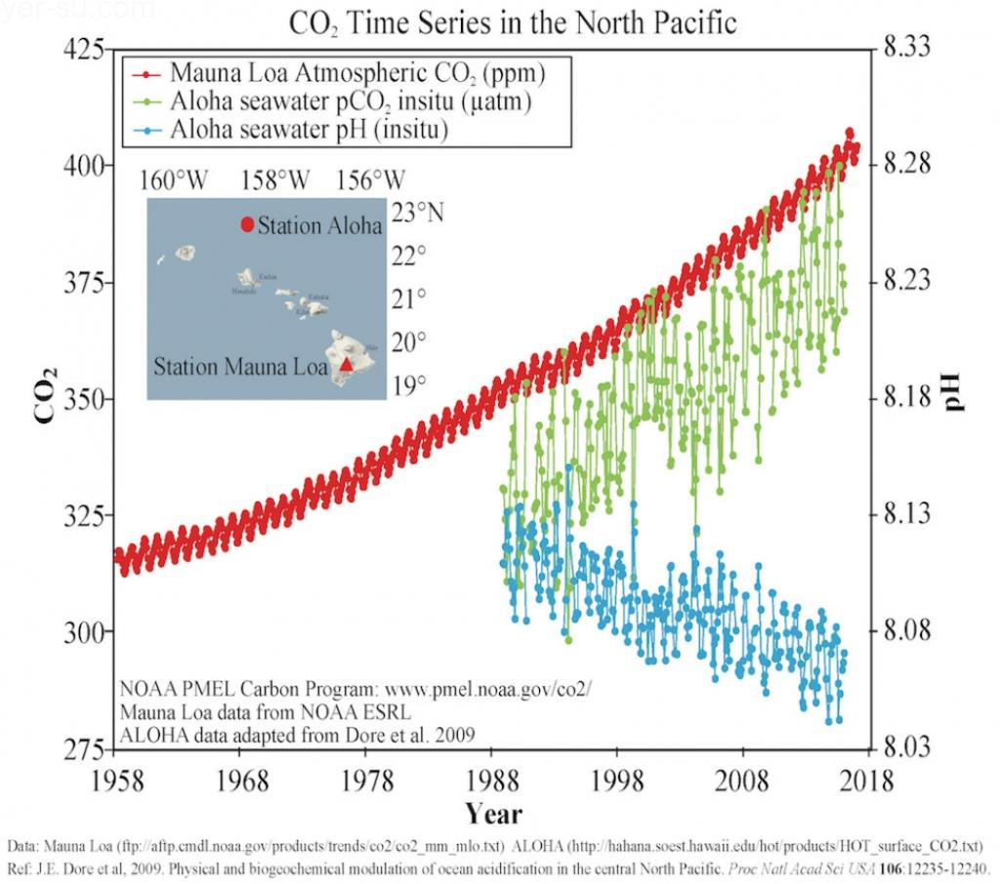 yer-su.com
CO₂ Time Series in the North Pacific
425
400
375
350
325
300
275
CO₂
8.33
8.28
8.23
8.18
8.13
8.08
8.03
pH
Mauna Loa Atmospheric CO₂ (ppm)
Aloha seawater pCO₂ insitu (µatm)
Aloha seawater pH (insitu)
160°W 158°W 156°W
23°N
22°
21°
20°
19°
Station Aloha
Station Mauna Loa
NOAA PMEL Carbon Program: www.pmel.noaa.gov/co2/
Mauna Loa data from NOAA ESRL
ALOHA data adapted from Dore et al. 2009
1958 1968 1978 1988 1998 2008 2018
Year
Data: Mauna Loa (ftp://aftp.cmdl.noaa.gov/products/trends/co2/co2_mm_mlo.txt) ALOHA (http://hahana.soest.hawaii.edu/hot/products/HOT_surface_CO2.txt)
Ref: J.E. Dore et al, 2009. Physical and biogeochemical modulation of ocean acidification in the central North Pacific. Proc Natl Acad Sci USA 106:12235-12240.